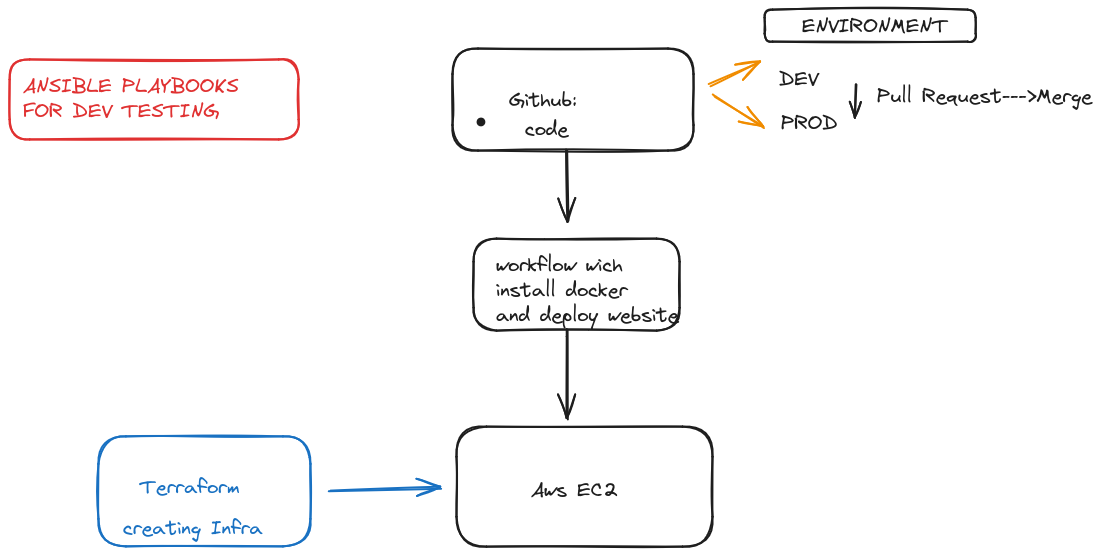 ENVIRONMENT
ANSIBLE PLAYBOOKS
FOR DEV TESTING,
Github:
code
DEV
PROD
Pull Request--->Merge
workflow wich
install docker
and deploy website
Terraform
creating Infra
Aws EC2